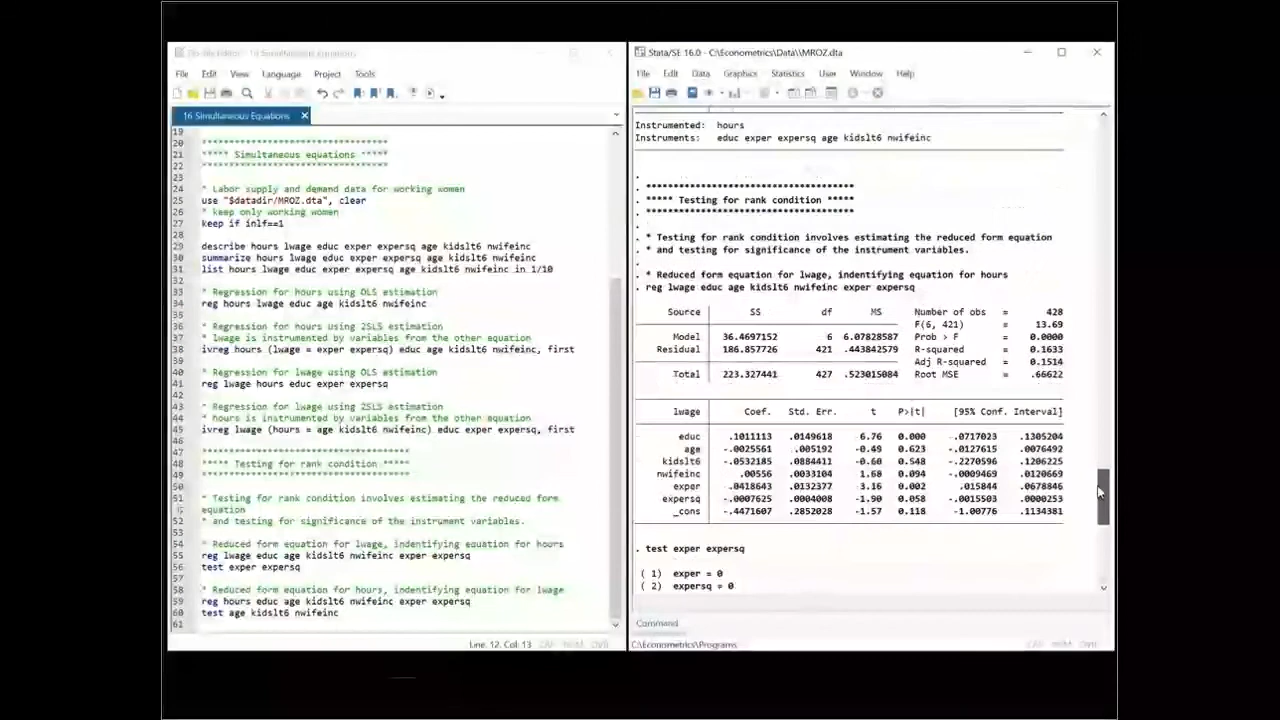 Do-file Editor - 16 Simultaneous Equations
File Edit View Language Project Tools
16 Simultaneous Equations
19
20 **********************************
21 ***** Simultaneous equations *****
22 **********************************
23
24 * Labor supply and demand data for working women
25 use "$datadir/MROZ.dta", clear
26 * keep only working women
27 keep if inlf==1
28
29 describe hours lwage educ exper expersq age kidslt6 nwifeinc
30 summarize hours lwage educ exper expersq age kidslt6 nwifeinc
31 list hours lwage educ exper expersq age kidslt6 nwifeinc in 1/10
32
33 * Regression for hours using OLS estimation
34 reg hours lwage educ age kidslt6 nwifeinc
35
36 * Regression for hours using 2SLS estimation
37 * lwage is instrumented by variables from the other equation
38 ivreg hours (lwage = exper expersq) educ age kidslt6 nwifeinc, first
39
40 * Regression for lwage using OLS estimation
41 reg lwage hours educ exper expersq
42
43 * Regression for lwage using 2SLS estimation
44 * hours is instrumented by variables from the other equation
45 ivreg lwage (hours = age kidslt6 nwifeinc) educ exper expersq, first
46
47 **************************************
48 ***** Testing for rank condition *****
49 **************************************
50
51 * Testing for rank condition involves estimating the reduced form
equation
52 * and testing for significance of the instrument variables.
53
54 * Reduced form equation for lwage, indentifying equation for hours
55 reg lwage educ age kidslt6 nwifeinc exper expersq
56 test exper expersq
57
58 * Reduced form equation for hours, indentifying equation for lwage
59 reg hours educ age kidslt6 nwifeinc exper expersq
60 test age kidslt6 nwifeinc
61
Line: 12, Col: 13 CAP NUM OVR
Stata/SE 16.0 - C:\Econometrics\Data\\MROZ.dta
File Edit Data Graphics Statistics User Window Help
Instrumented: hours
Instruments: educ exper expersq age kidslt6 nwifeinc
.
. **************************************
. ***** Testing for rank condition *****
. **************************************
.
. * Testing for rank condition involves estimating the reduced form equation
. * and testing for significance of the instrument variables.
.
. * Reduced form equation for lwage, indentifying equation for hours
. reg lwage educ age kidslt6 nwifeinc exper expersq
Source SS df MS Number of obs = 428
F(6, 421) = 13.69
Model 36.4697152 6 6.07828587 Prob > F = 0.0000
Residual 186.857726 421 .443842579 R-squared = 0.1633
Adj R-squared = 0.1514
Total 223.327441 427 .523015084 Root MSE = .66622
lwage Coef. Std. Err. t P>|t| [95% Conf. Interval]
educ .1011113 .0149618 6.76 0.000 .0717023 .1305204
age -.0025561 .005192 -0.49 0.623 -.0127615 .0076492
kidslt6 -.0532185 .0884411 -0.60 0.548 -.2270596 .1206225
nwifeinc .00556 .0033104 1.68 0.094 -.0009469 .0120669
exper .0418643 .0132377 3.16 0.002 .015844 .0678846
expersq -.0007625 .0004008 -1.90 0.058 -.0015503 .0000253
_cons -.4471607 .2852028 -1.57 0.118 -1.00776 .1134381
. test exper expersq
( 1) exper = 0
( 2) expersq = 0
Command
C:\Econometrics\Programs CAP NUM OVR